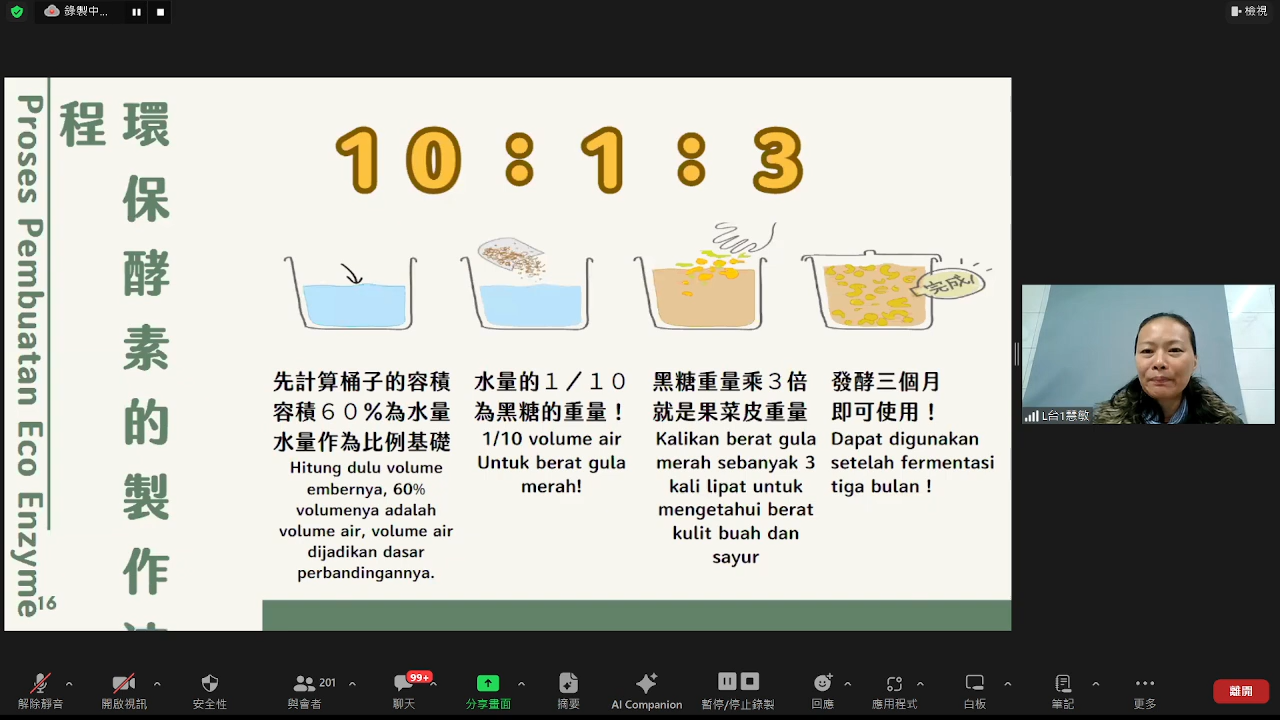 錄製中...
檢視
環保酵素的製作流
程
Proses Pembuatan Eco Enzyme
16
10：1：3
完成!
先計算桶子的容積
容積６０％為水量
水量作為比例基礎
Hitung dulu volume
embernya, 60%
volumenya adalah
volume air, volume air
dijadikan dasar
perbandingannya.
水量的１／１０
為黑糖的重量！
1/10 volume air
Untuk berat gula
merah!
黑糖重量乘３倍
就是果菜皮重量
Kalikan berat gula
merah sebanyak 3
kali lipat untuk
mengetahui berat
kulit buah dan
sayur
發酵三個月
即可使用！
Dapat digunakan
setelah fermentasi
tiga bulan !
L台1慧敏
解除靜音
開啟視訊
安全性
201
與會者
99+
聊天
分享畫面
摘要
AI Companion
暫停/停止錄製
回應
應用程式
白板
筆記
更多
離開